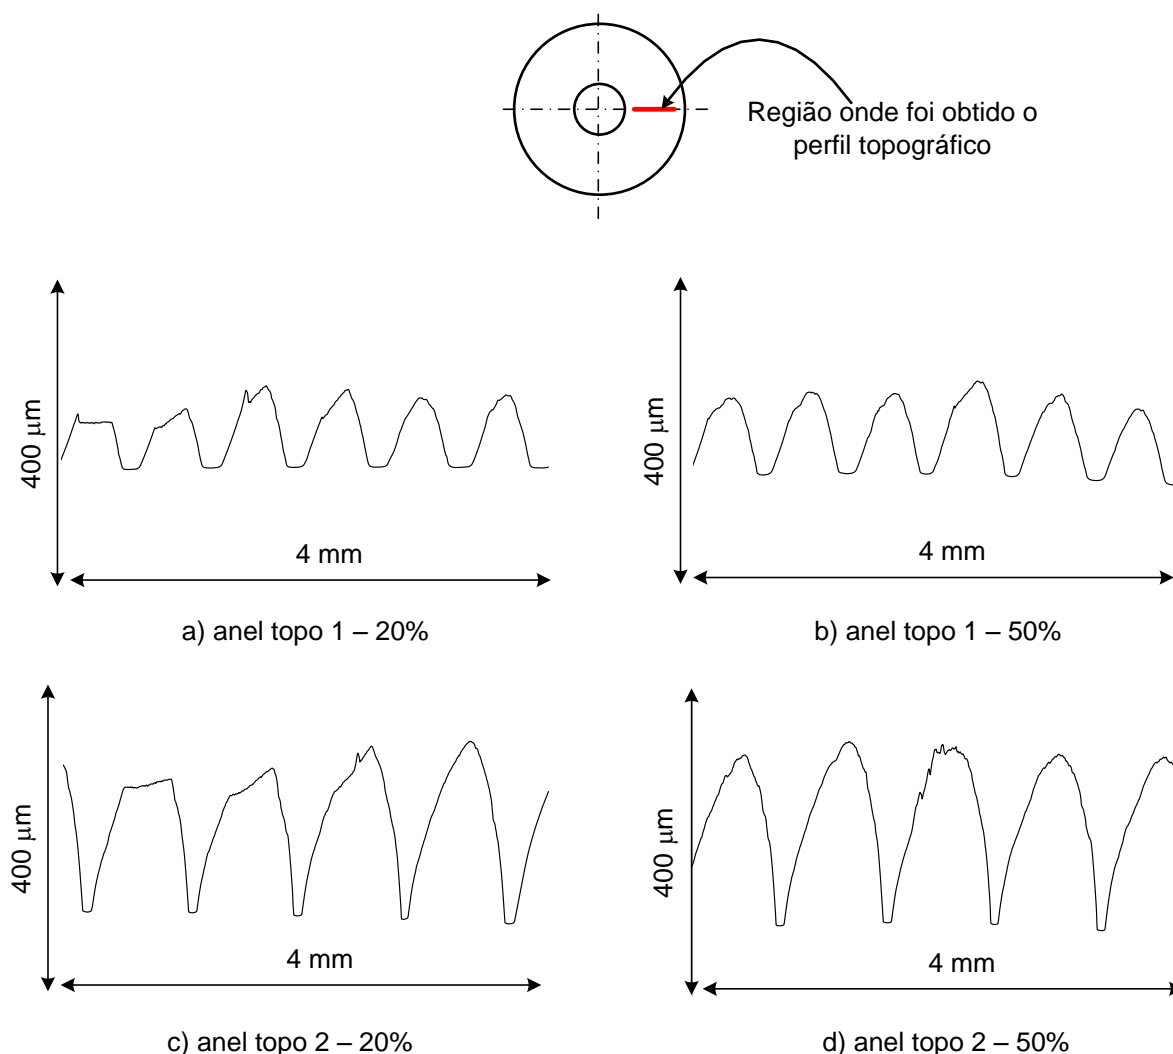 Região onde foi obtido o
perfil topográfico
400 μm
4 mm
a) anel topo 1 – 20%
400 μm
4 mm
b) anel topo 1 – 50%
400 μm
4 mm
c) anel topo 2 – 20%
400 μm
4 mm
d) anel topo 2 – 50%